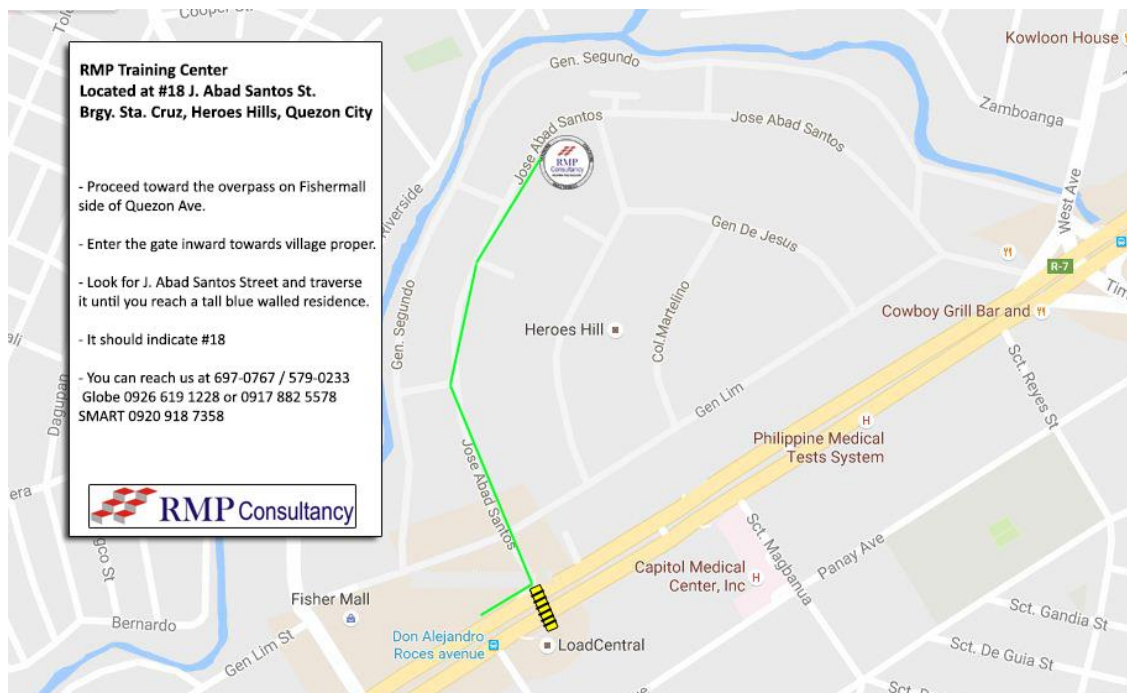 RMP Training Center
Located at #18 J. Abad Santos St.
Brgy. Sta. Cruz, Heroes Hills, Quezon City
- Proceed toward the overpass on Fishermall
side of Quezon Ave.
- Enter the gate inward towards village proper.
- Look for J. Abad Santos Street and traverse
it until you reach a tall blue walled residence.
- It should indicate #18
- You can reach us at 697-0767 / 579-0233
Globe 0926 619 1228 or 0917 882 5578
SMART 0920 918 7358
RMP Consultancy
Kowloon House
Gen. Segundo
Zamboanga
Jose Abad Santos
Jose Abad Santos
RMP
Consultancy
Riverside
West Ave
Gen De Jesus
R-7
Cowboy Grill Bar and
Heroes Hill
Col.Martelino
Gen. Segundo
Sct. Reyes St
Gen Lim
Philippine Medical
Tests System
Dagupan
Jose Abad Santos
Sct. Magbanua
Panay Ave
Capitol Medical
Center, Inc
H
H
Fisher Mall
Bernardo
Gen Lim St
Don Alejandro
Roces avenue
LoadCentral
Sct. Gandia St
Sct. De Guia St